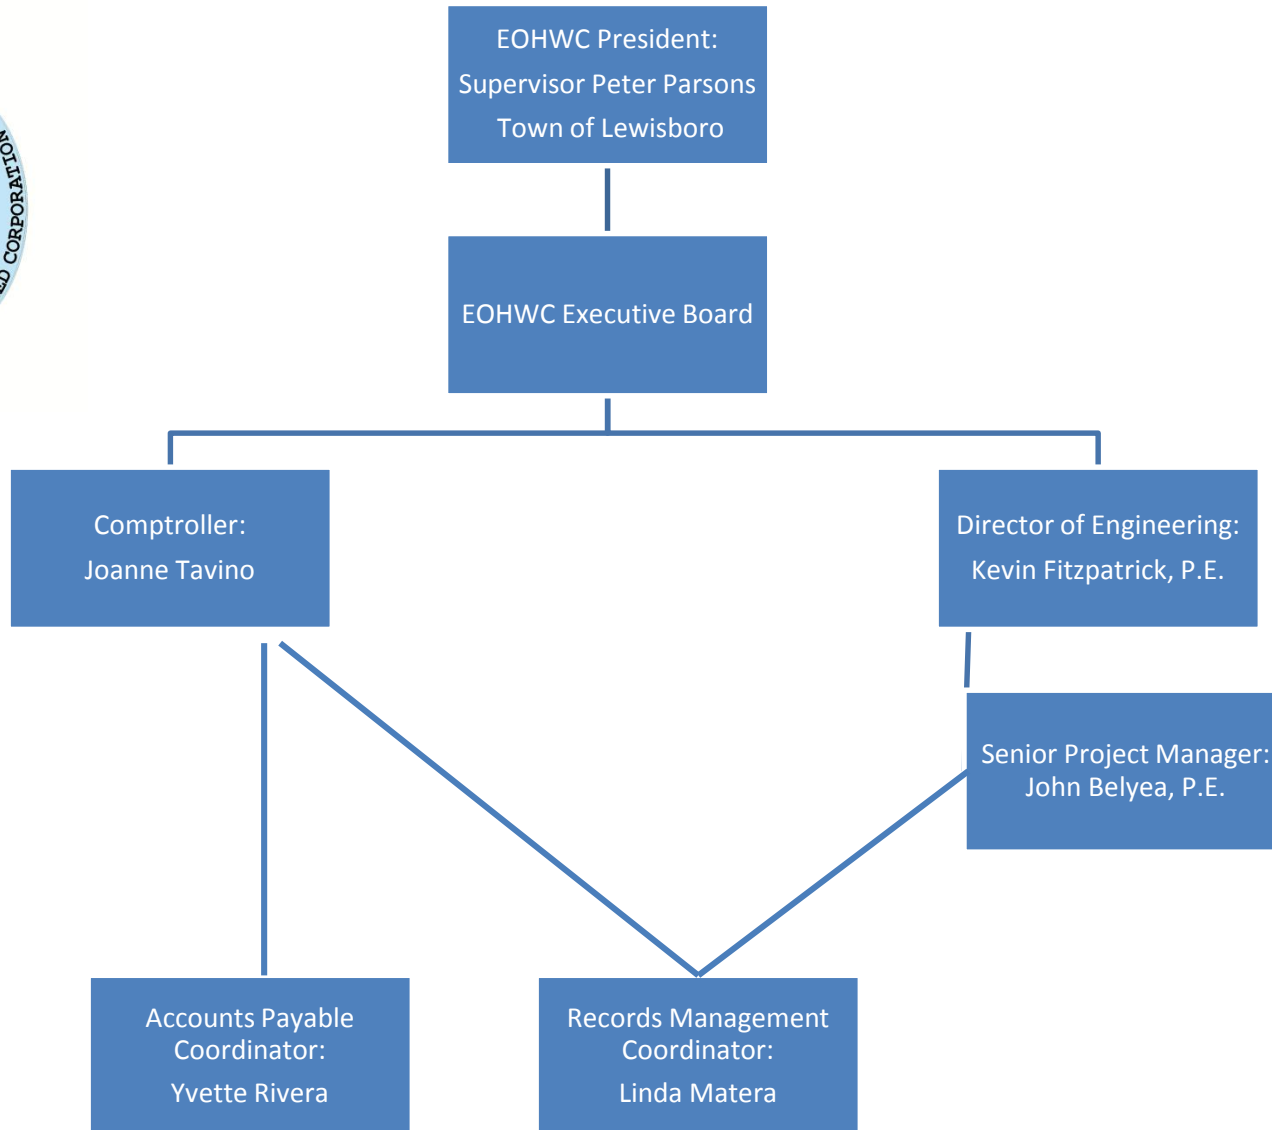 EOHWC President:
Supervisor Peter Parsons
Town of Lewisboro
EOHWC Executive Board
Comptroller:
Joanne Tavino
Director of Engineering:
Kevin Fitzpatrick, P.E.
Senior Project Manager:
John Belyea, P.E.
Accounts Payable
Coordinator:
Yvette Rivera
Records Management
Coordinator:
Linda Matera
CORPORATION